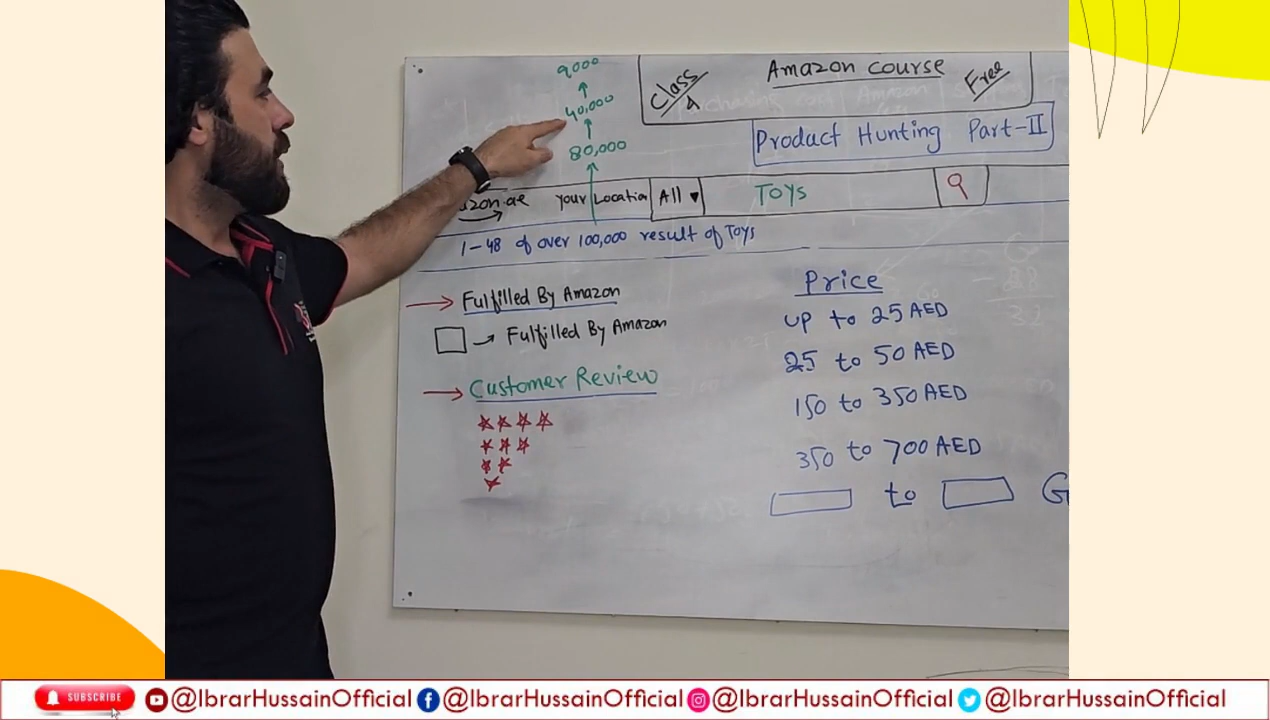 9000
40,000
80,000
Class 4
Amazon course
Free
Product Hunting Part-II
azon.ae your Location All ▾ Toys
1-48 of over 100,000 result of Toys
→ Fulfilled By Amazon
→ Fulfilled By Amazon
→ Customer Review
Price
up to 25 AED
25 to 50 AED
150 to 350 AED
350 to 700 AED
to G
SUBSCRIBE @IbrarHussainOfficial @IbrarHussainOfficial @IbrarHussainOfficial @IbrarHussainOfficial